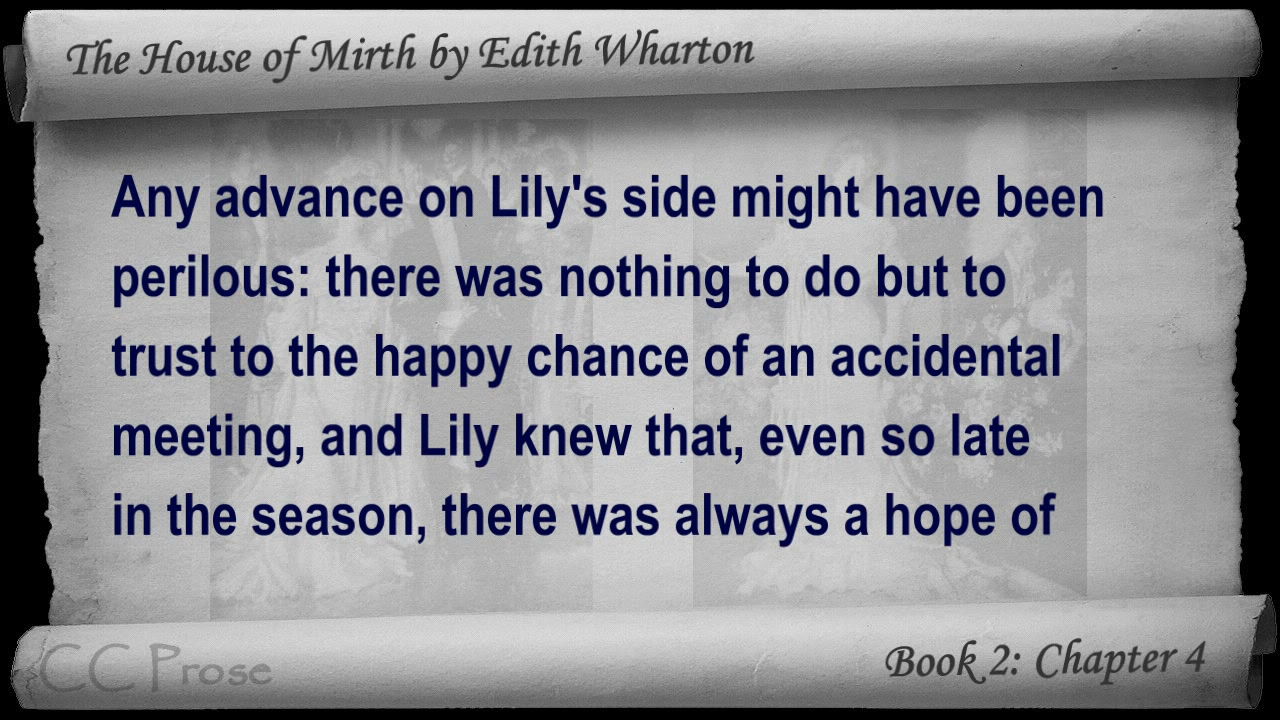 The House of Mirth by Edith Wharton
Any advance on Lily's side might have been
perilous: there was nothing to do but to
trust to the happy chance of an accidental
meeting, and Lily knew that, even so late
in the season, there was always a hope of
CC Prose
Book 2: Chapter 4